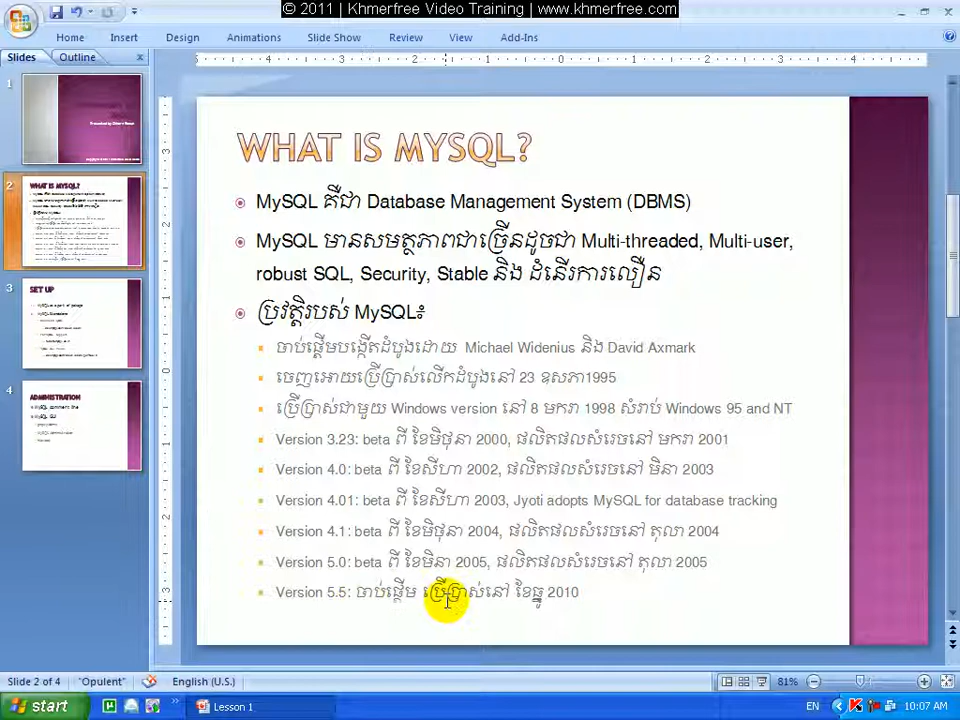 © 2011 | Khmerfree Video Training | www.khmerfree.com
Home Insert Design Animations Slide Show Review View Add-Ins
Slides Outline
WHAT IS MYSQL?
MySQL គឺជា Database Management System (DBMS)
MySQL មានសមត្ថភាពជាច្រើនដូចជា Multi-threaded, Multi-user,
robust SQL, Security, Stable និង ដំនើរការលឿន
ប្រវត្តិរបស់ MySQL៖
ចាប់ផ្តើមបង្កើតដំបូងដោយ Michael Widenius និង David Axmark
ចេញអោយប្រើប្រាស់លើកដំបូងនៅ 23 ឧសភា1995
ប្រើប្រាស់ជាមួយ Windows version នៅ 8 មករា 1998 សំរាប់ Windows 95 and NT
Version 3.23: beta ពី ខែមិថុនា 2000, ផលិតផលសំរេចនៅ មករា 2001
Version 4.0: beta ពី ខែសីហា 2002, ផលិតផលសំរេចនៅ មិនា 2003
Version 4.01: beta ពី ខែសីហា 2003, Jyoti adopts MySQL for database tracking
Version 4.1: beta ពី ខែមិថុនា 2004, ផលិតផលសំរេចនៅ តុលា 2004
Version 5.0: beta ពី ខែមិនា 2005, ផលិតផលសំរេចនៅ តុលា 2005
Version 5.5: ចាប់ផ្តើម ប្រើប្រាស់នៅ ខែធ្នូ 2010
1
2
WHAT IS MYSQL?
3
SET UP
4
ADMINISTRATION
Slide 2 of 4 "Opulent" English (U.S.) 81%
start Lesson 1 EN 10:07 AM